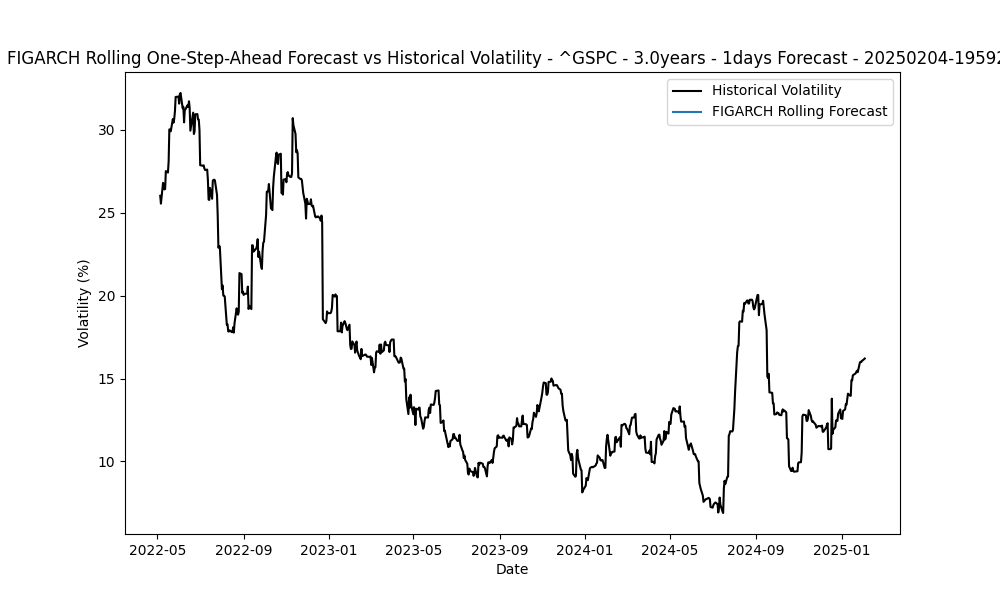 FIGARCH Rolling One-Step-Ahead Forecast vs Historical Volatility - ^GSPC - 3.0years - 1days Forecast - 20250204-19592
Historical Volatility
FIGARCH Rolling Forecast
Volatility (%)
30
25
20
15
10
2022-05 2022-09 2023-01 2023-05 2023-09 2024-01 2024-05 2024-09 2025-01
Date